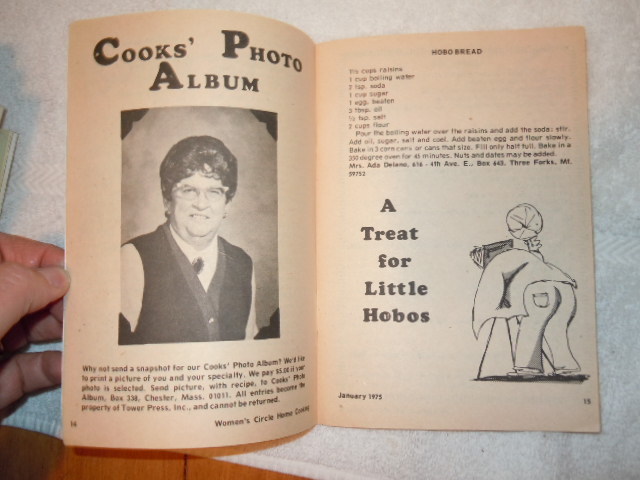 COOKS' PHOTO
ALBUM
Why not send a snapshot for our Cooks' Photo Album? We'd like
to print a picture of you and your specialty. We pay $5.00 if your
photo is selected. Send picture, with recipe, to Cooks' Photo
Album, Box 338, Chester, Mass. 01011. All entries become the
property of Tower Press, Inc., and cannot be returned.
14
Women's Circle Home Cooking
HOBO BREAD
1½ cups raisins
1 cup boiling water
2 tsp. soda
1 cup sugar
1 egg, beaten
3 tbsp. oil
½ tsp. salt
2 cups flour
Pour the boiling water over the raisins and add the soda; stir.
Add oil, sugar, salt and cool. Add beaten egg and flour slowly.
Bake in 3 corn cans or cans that size. Fill only half full. Bake in a
350 degree oven for 45 minutes. Nuts and dates may be added.
Mrs. Ada Delano, 616 - 4th Ave. E., Box 643, Three Forks, Mt.
59752
A
Treat
for
Little
Hobos
January 1975
15